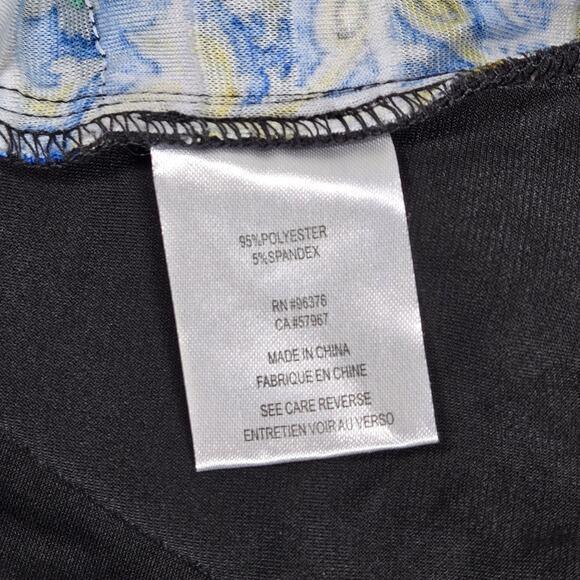 95%POLYESTER
5%SPANDEX
RN #96376
CA #57967
MADE IN CHINA
FABRIQUE EN CHINE
SEE CARE REVERSE
ENTRETIEN VOIR AU VERSO